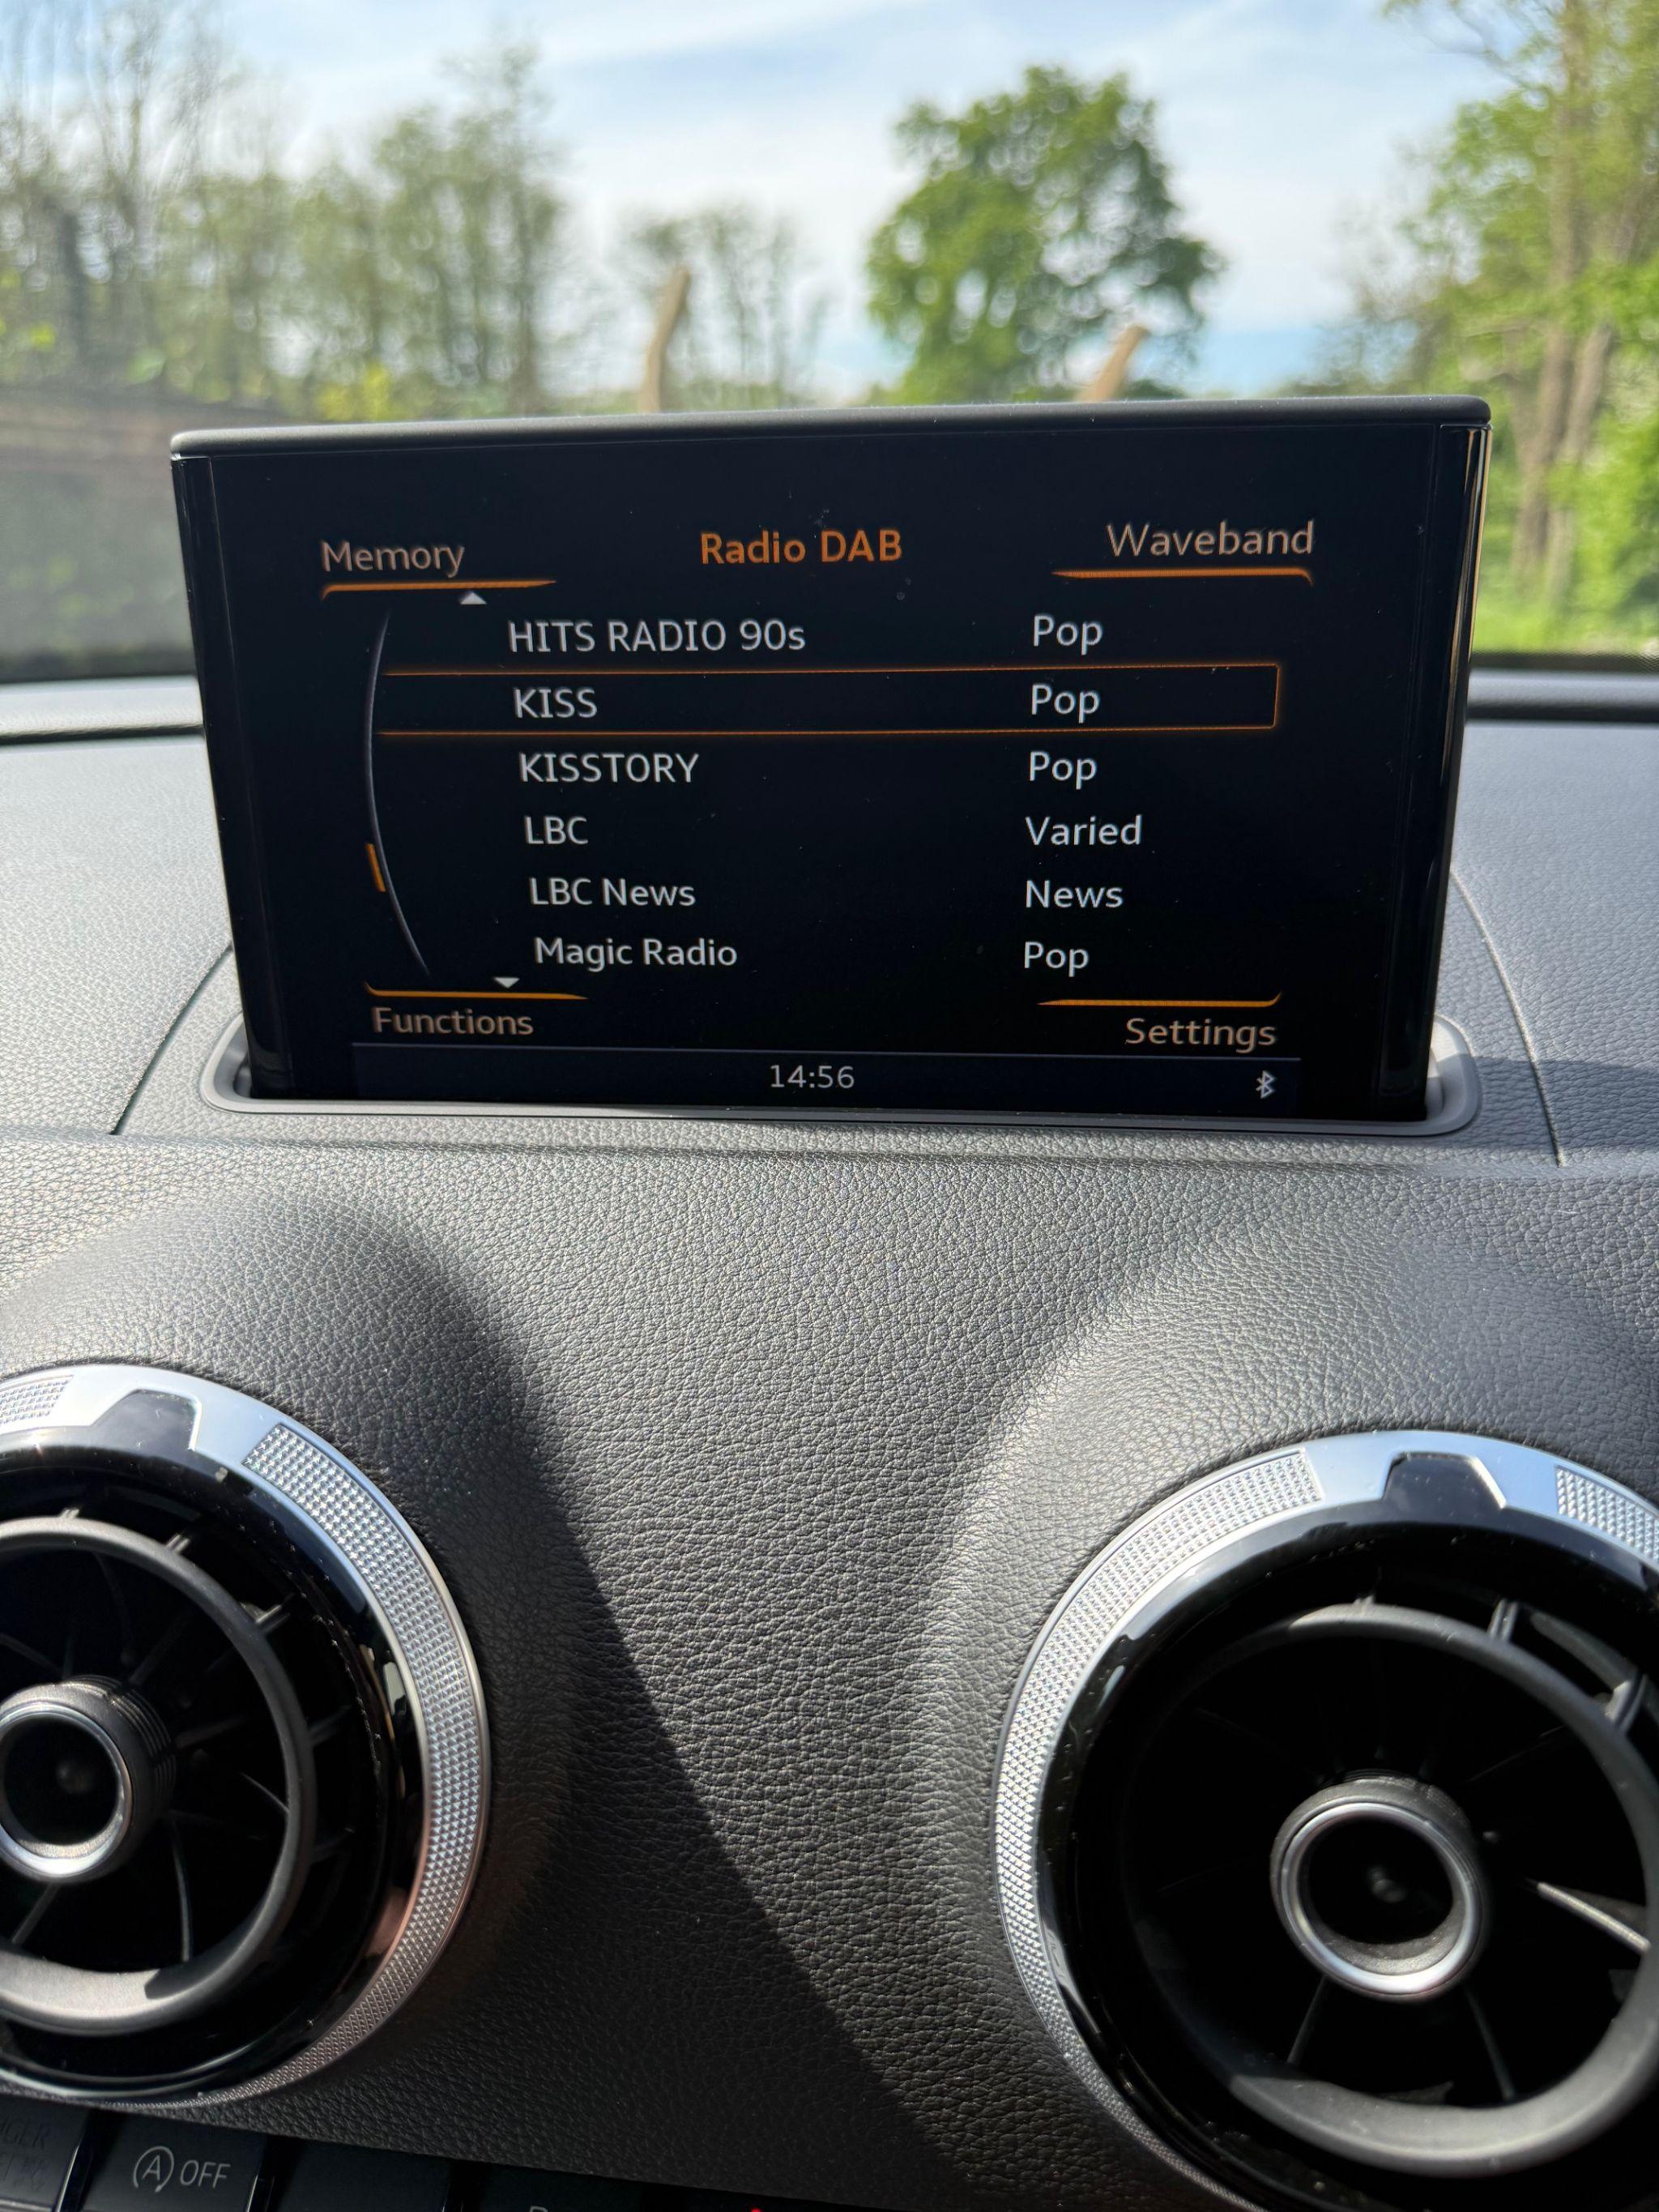 Memory Radio DAB Waveband
HITS RADIO 90s Pop
KISS Pop
KISSTORY Pop
LBC Varied
LBC News News
Magic Radio Pop
Functions Settings
14:56
A OFF